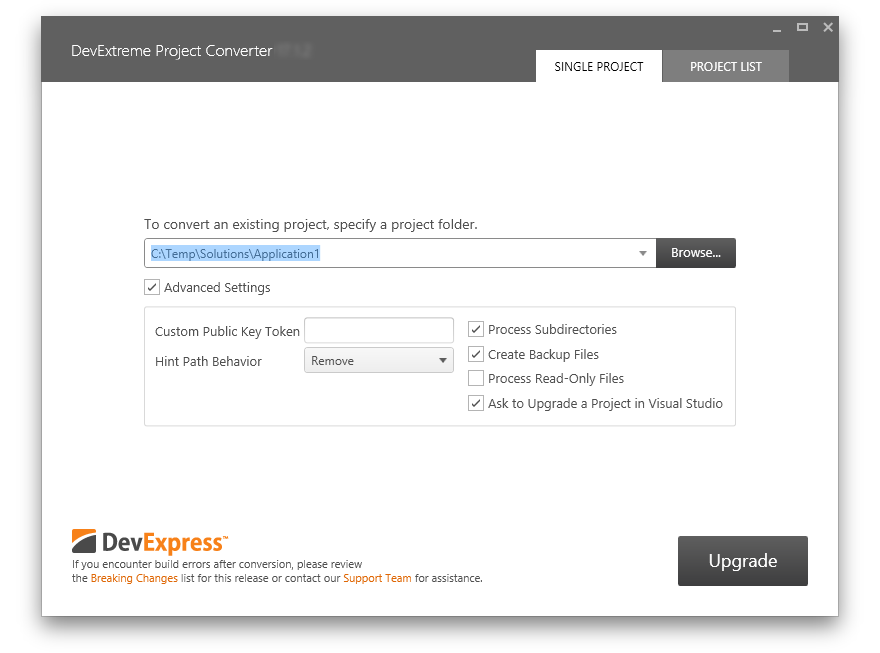 DevExtreme Project Converter
SINGLE PROJECT
PROJECT LIST
To convert an existing project, specify a project folder.
C:\Temp\Solutions\Application1
Browse...
Advanced Settings
Custom Public Key Token
Hint Path Behavior
Remove
Process Subdirectories
Create Backup Files
Process Read-Only Files
Ask to Upgrade a Project in Visual Studio
DevExpress™
If you encounter build errors after conversion, please review
the Breaking Changes list for this release or contact our Support Team for assistance.
Upgrade